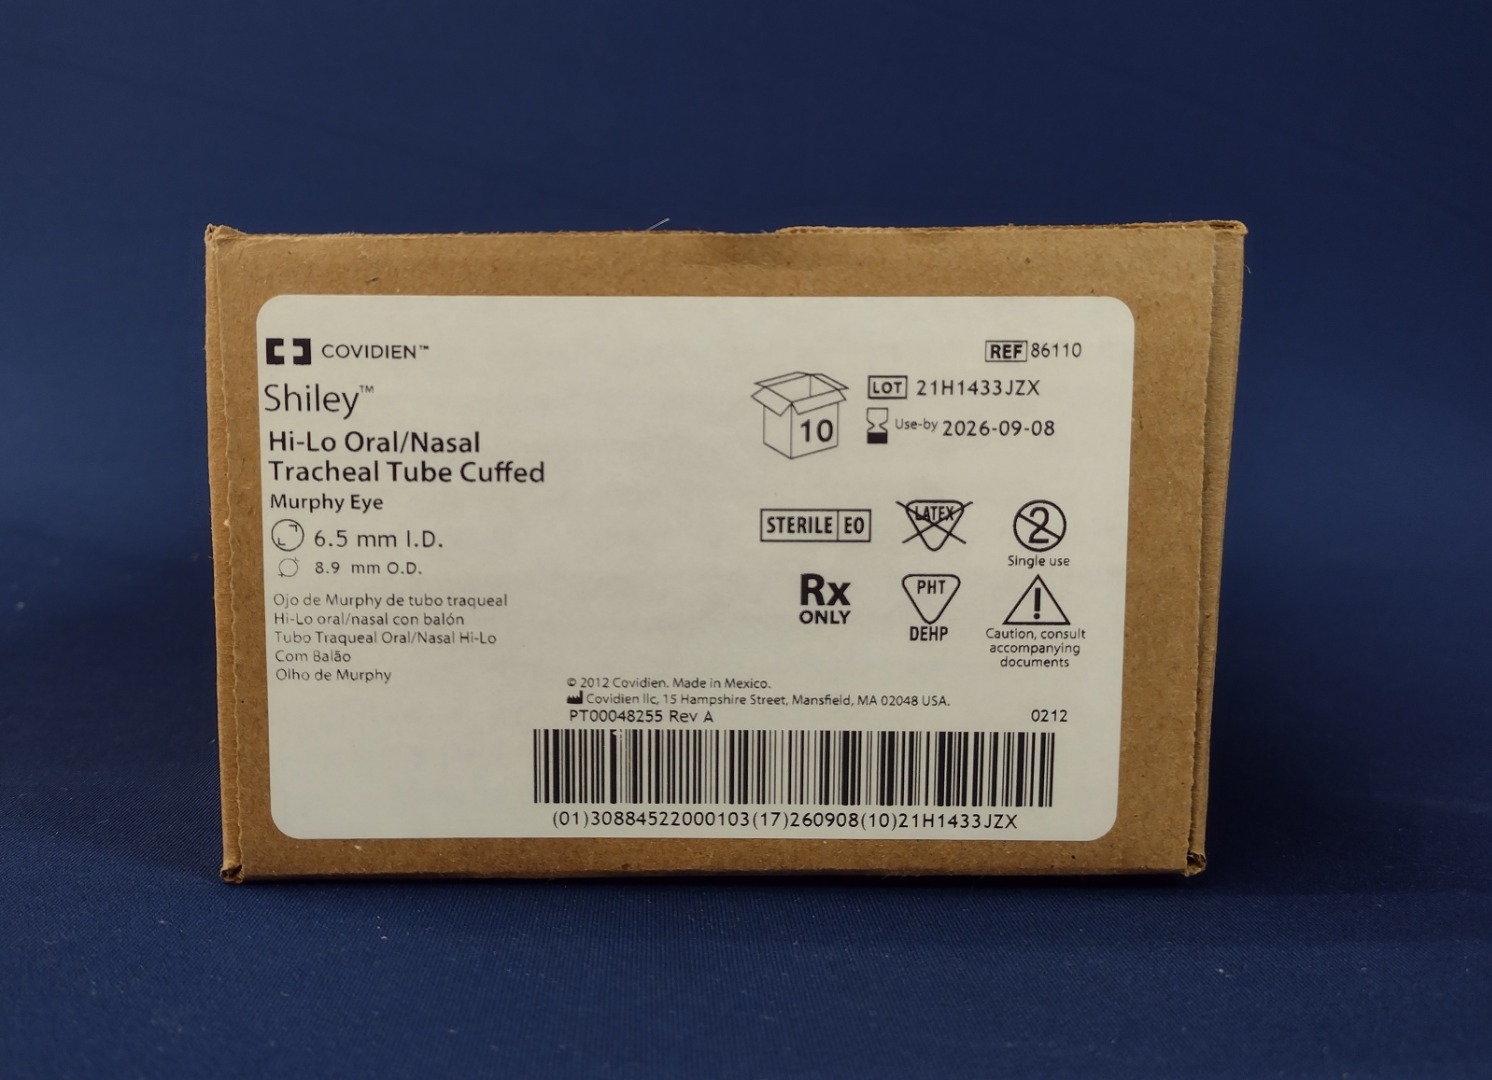 COVIDIEN™
REF 86110
Shiley™
LOT 21H1433JZX
10
Use-by 2026-09-08
Hi-Lo Oral/Nasal
Tracheal Tube Cuffed
Murphy Eye
6.5 mm I.D.
8.9 mm O.D.
Ojo de Murphy de tubo traqueal
Hi-Lo oral/nasal con balón
Tubo Traqueal Oral/Nasal Hi-Lo
Com Balão
Olho de Murphy
STERILE EO
LATEX
2
Single use
Rx
ONLY
PHT
DEHP
!
Caution, consult
accompanying
documents
© 2012 Covidien. Made in Mexico.
Covidien llc, 15 Hampshire Street, Mansfield, MA 02048 USA.
PT00048255 Rev A
0212
(01)30884522000103(17)260908(10)21H1433JZX